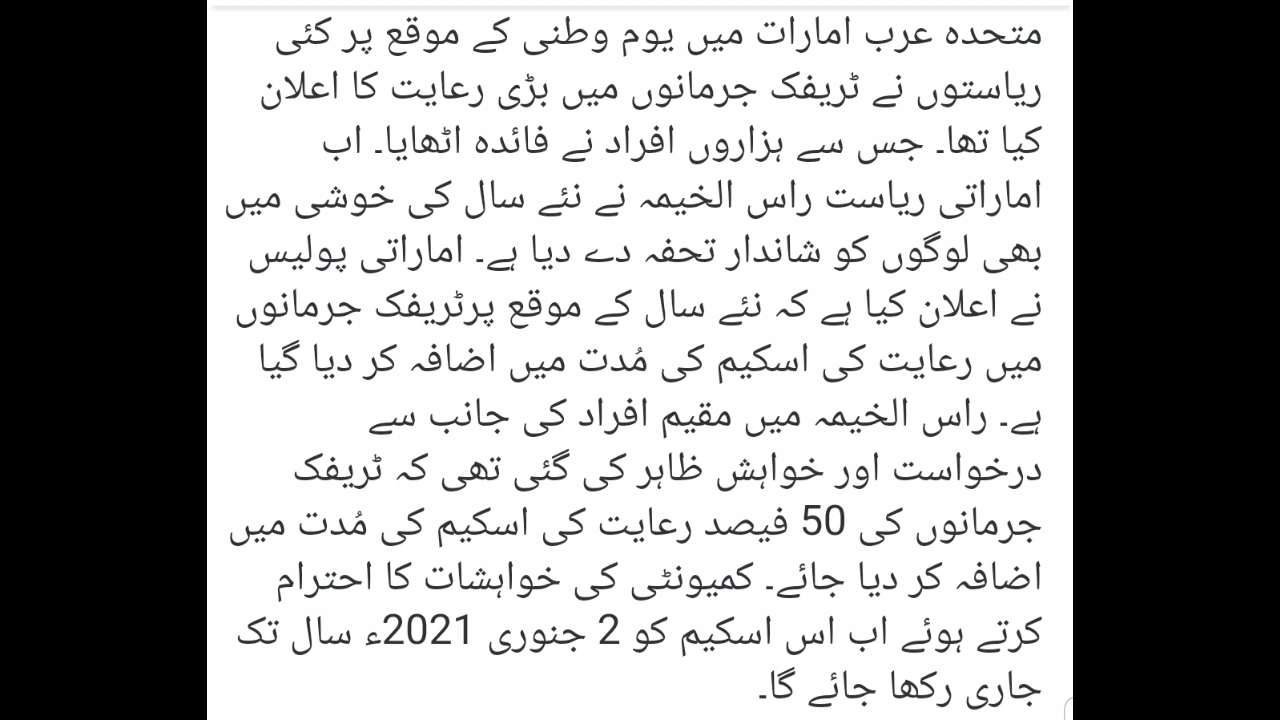 متحدہ عرب امارات میں یوم وطنی کے موقع پر کئی
ریاستوں نے ٹریفک جرمانوں میں بڑی رعایت کا اعلان
کیا تھا۔ جس سے ہزاروں افراد نے فائدہ اٹھایا۔ اب
اماراتی ریاست راس الخیمہ نے نئے سال کی خوشی میں
بھی لوگوں کو شاندار تحفہ دے دیا ہے۔ اماراتی پولیس
نے اعلان کیا ہے کہ نئے سال کے موقع پرٹریفک جرمانوں
میں رعایت کی اسکیم کی مُدت میں اضافہ کر دیا گیا
ہے۔ راس الخیمہ میں مقیم افراد کی جانب سے
درخواست اور خواہش ظاہر کی گئی تھی کہ ٹریفک
جرمانوں کی 50 فیصد رعایت کی اسکیم کی مُدت میں
اضافہ کر دیا جائے۔ کمیونٹی کی خواہشات کا احترام
کرتے ہوئے اب اس اسکیم کو 2 جنوری 2021ء سال تک
جاری رکھا جائے گا۔